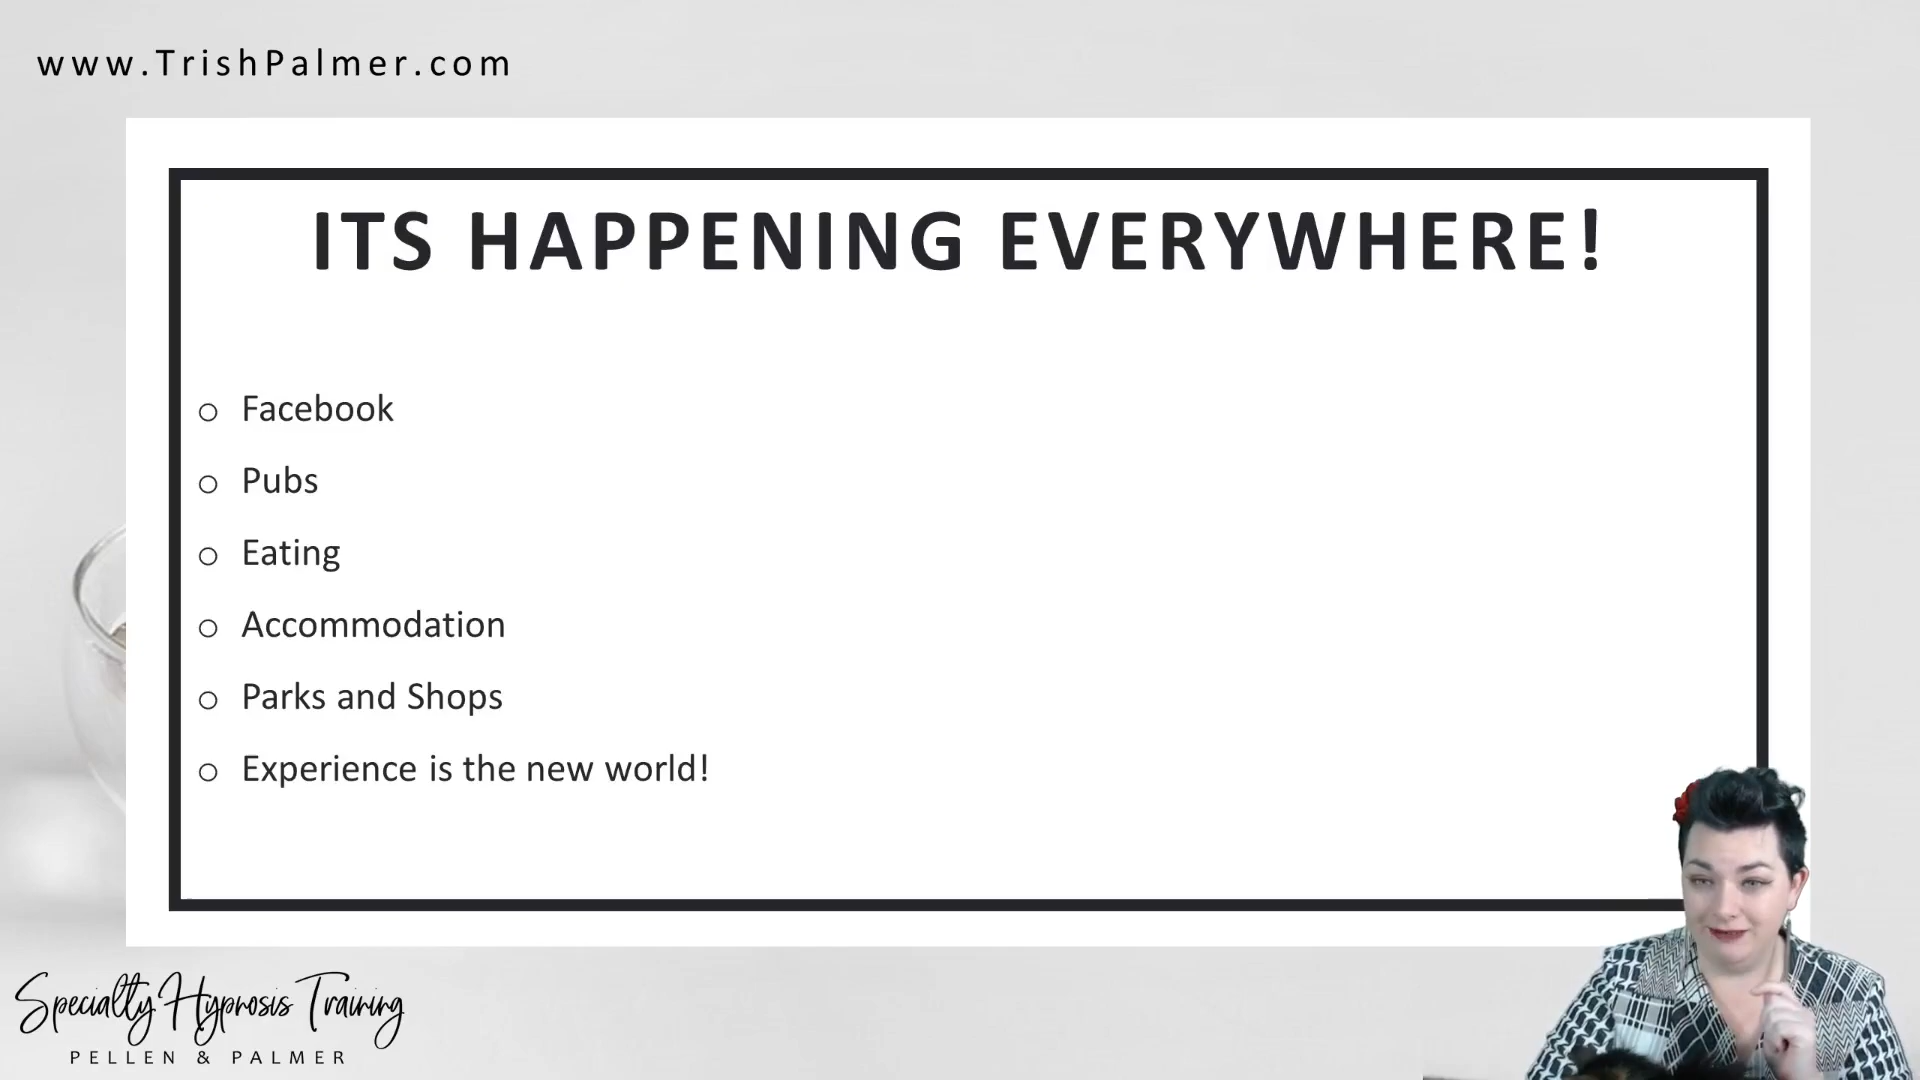 www.TrishPalmer.com
ITS HAPPENING EVERYWHERE!
Facebook
Pubs
Eating
Accommodation
Parks and Shops
Experience is the new world!
Specialty Hypnosis Training
PELLEN & PALMER